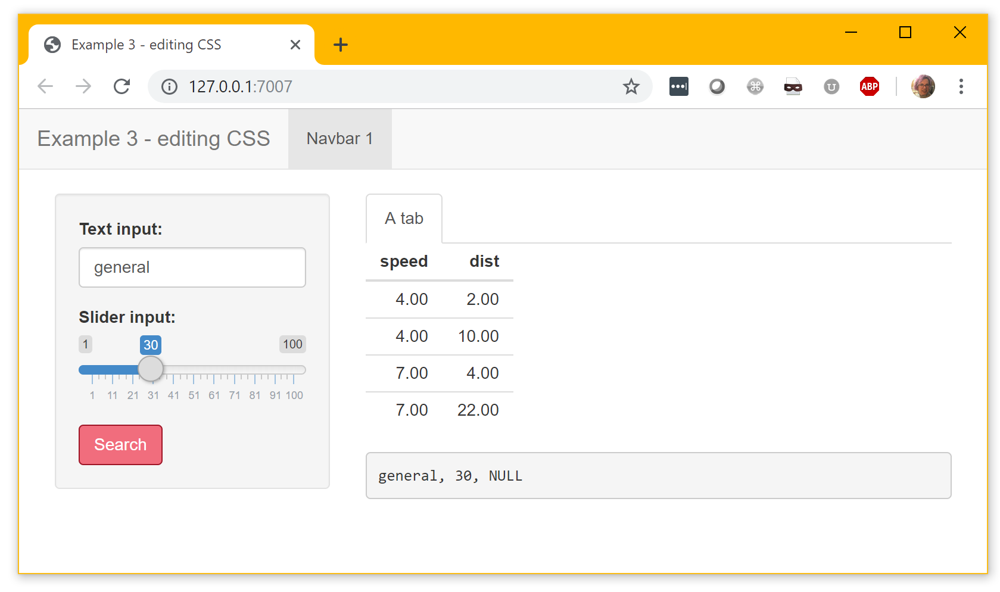 Example 3 - editing CSS
127.0.0.1:7007
ABP
Example 3 - editing CSS Navbar 1
Text input:
general
Slider input:
1 30 100
1 11 21 31 41 51 61 71 81 91 100
Search
A tab
speed dist
4.00 2.00
4.00 10.00
7.00 4.00
7.00 22.00
general, 30, NULL